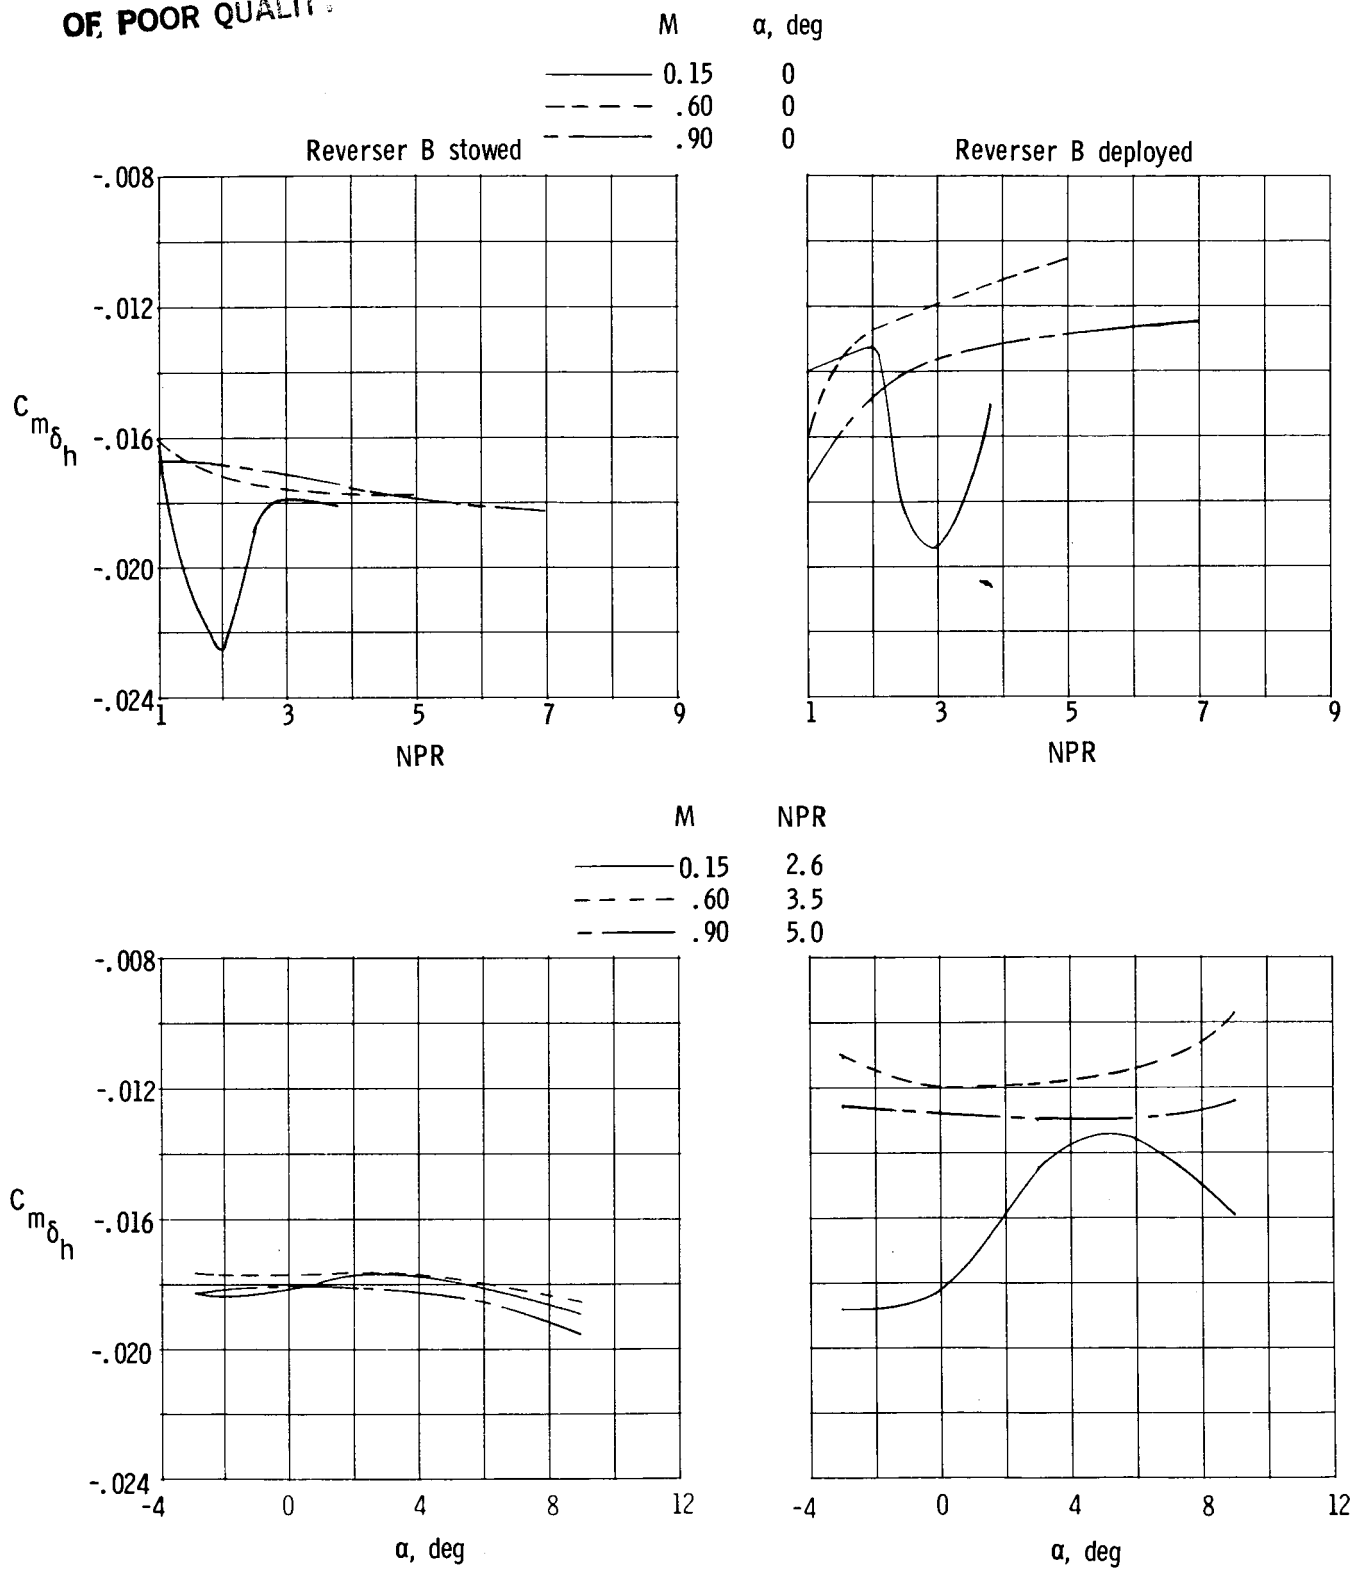 OF POOR QUALIT
M α, deg
0.15 0
.60 0
.90 0
Reverser B stowed
Reverser B deployed
-.008
-.012
-.016
-.020
-.024
C m δ h
1 3 5 7 9
NPR
1 3 5 7 9
NPR
M NPR
0.15 2.6
.60 3.5
.90 5.0
-.008
-.012
-.016
-.020
-.024
C m δ h
-4 0 4 8 12
α, deg
-4 0 4 8 12
α, deg